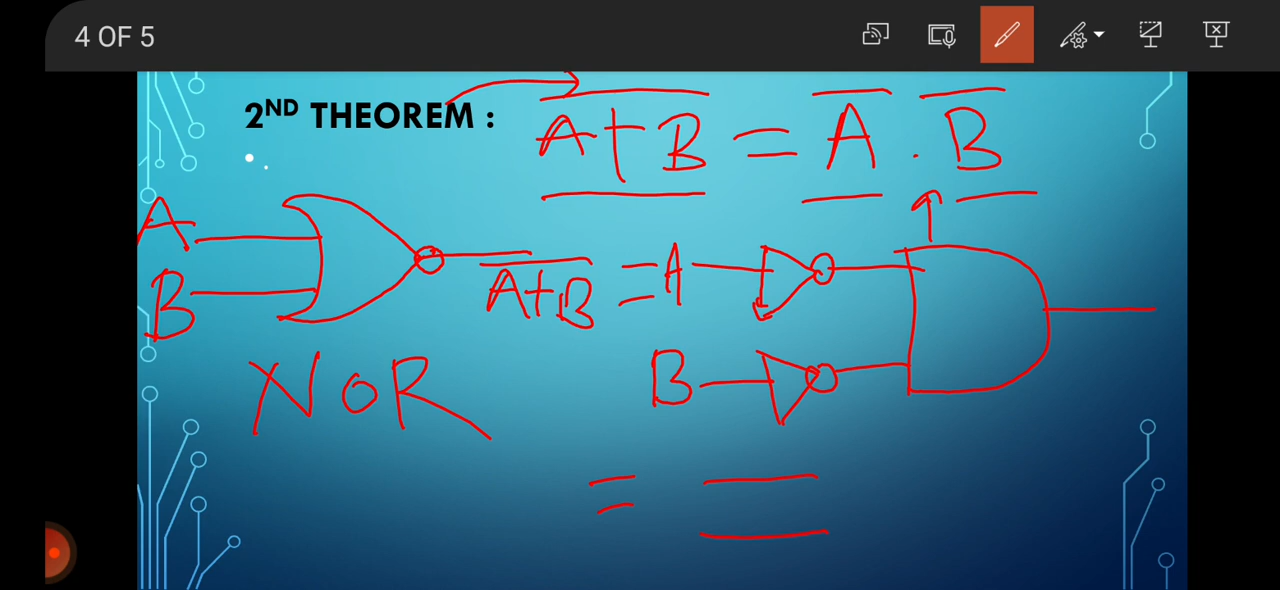 4 OF 5
2ND THEOREM : A̅+̅B̅ = A̅ . B̅
A
B
A̅+̅B̅ = A
B
NOR
=